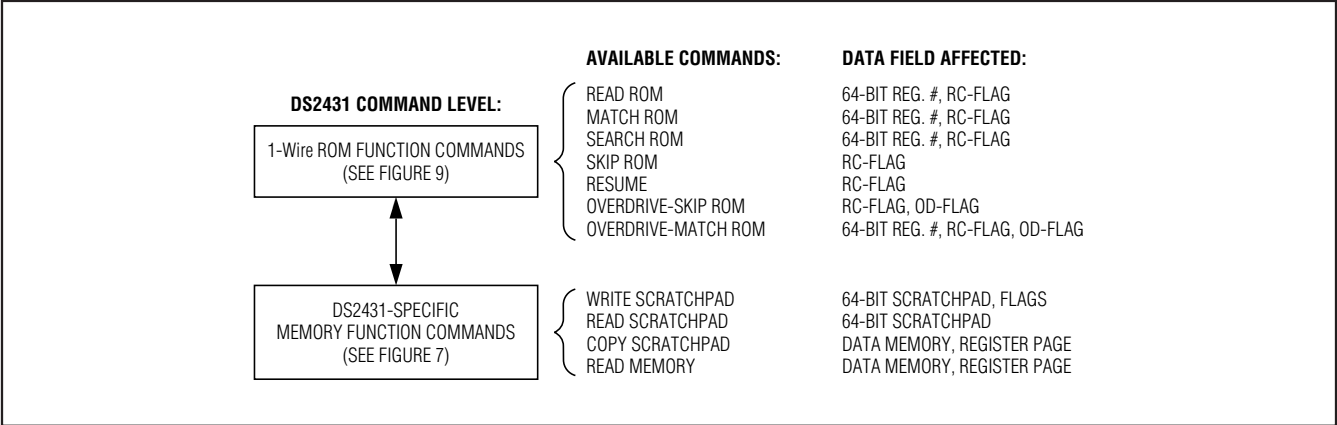 AVAILABLE COMMANDS: DATA FIELD AFFECTED:
DS2431 COMMAND LEVEL:
1-Wire ROM FUNCTION COMMANDS
(SEE FIGURE 9)
READ ROM 64-BIT REG. #, RC-FLAG
MATCH ROM 64-BIT REG. #, RC-FLAG
SEARCH ROM 64-BIT REG. #, RC-FLAG
SKIP ROM RC-FLAG
RESUME RC-FLAG
OVERDRIVE-SKIP ROM RC-FLAG, OD-FLAG
OVERDRIVE-MATCH ROM 64-BIT REG. #, RC-FLAG, OD-FLAG
DS2431-SPECIFIC
MEMORY FUNCTION COMMANDS
(SEE FIGURE 7)
WRITE SCRATCHPAD 64-BIT SCRATCHPAD, FLAGS
READ SCRATCHPAD 64-BIT SCRATCHPAD
COPY SCRATCHPAD DATA MEMORY, REGISTER PAGE
READ MEMORY DATA MEMORY, REGISTER PAGE